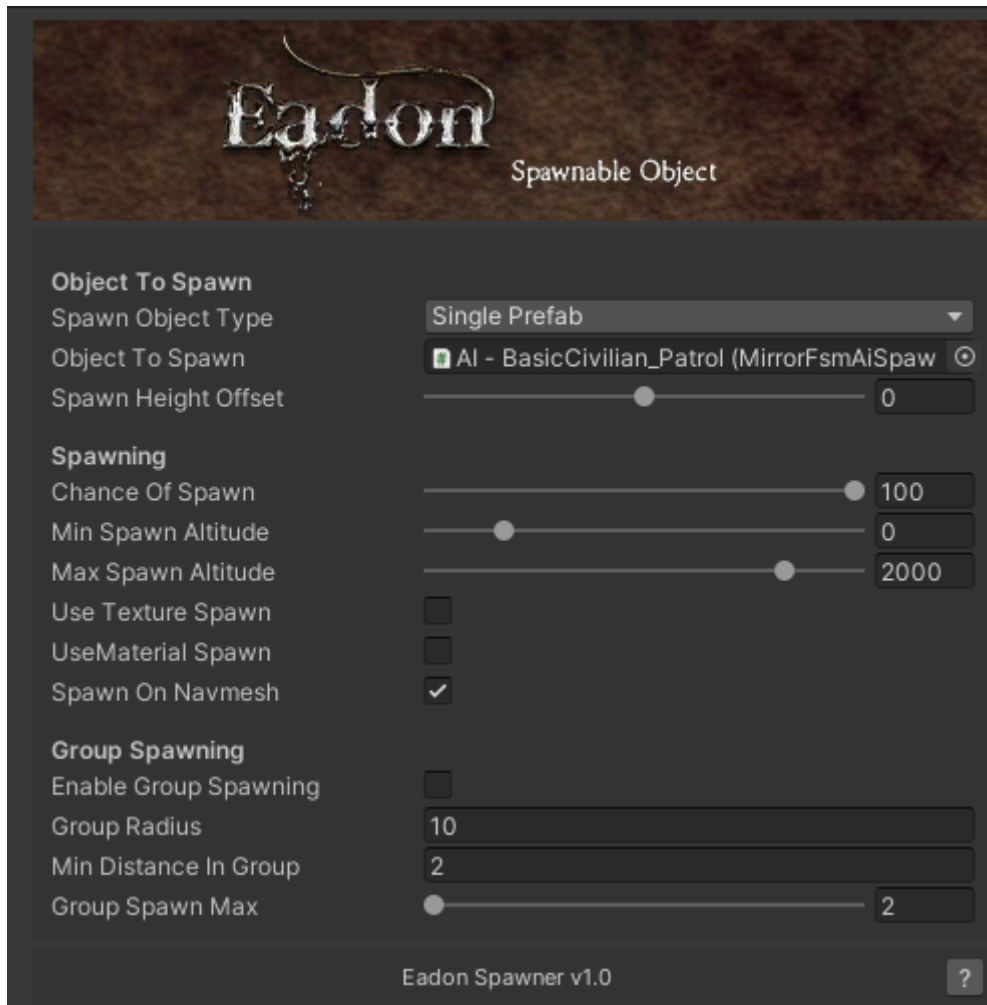 Eadon
Spawnable Object
Object To Spawn
Spawn Object Type Single Prefab
Object To Spawn AI - BasicCivilian_Patrol (MirrorFsmAiSpaw
Spawn Height Offset 0
Spawning
Chance Of Spawn 100
Min Spawn Altitude 0
Max Spawn Altitude 2000
Use Texture Spawn
UseMaterial Spawn
Spawn On Navmesh
Group Spawning
Enable Group Spawning
Group Radius 10
Min Distance In Group 2
Group Spawn Max 2
Eadon Spawner v1.0 ?